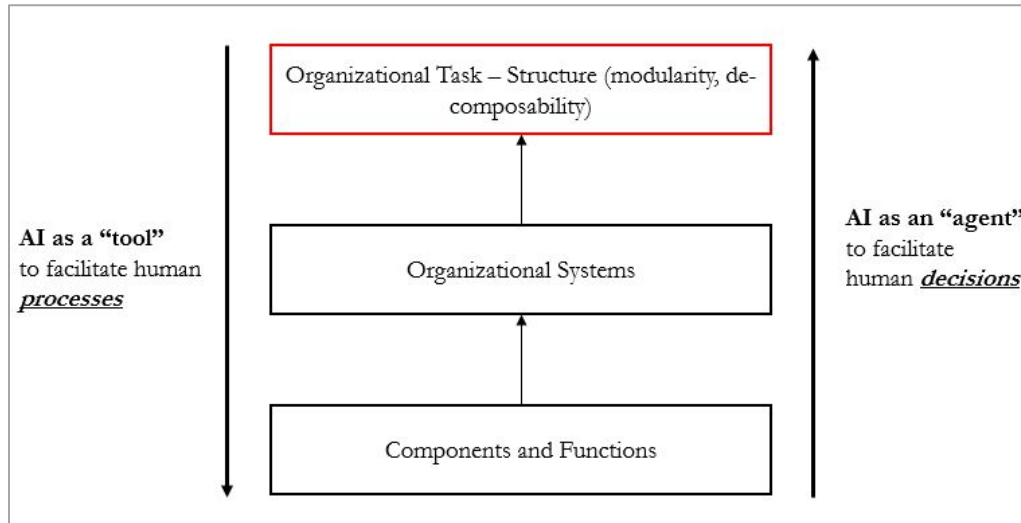 Organizational Task – Structure (modularity, de-
composability)
AI as a “tool”
to facilitate human
processes
Organizational Systems
AI as an “agent”
to facilitate
human decisions
Components and Functions